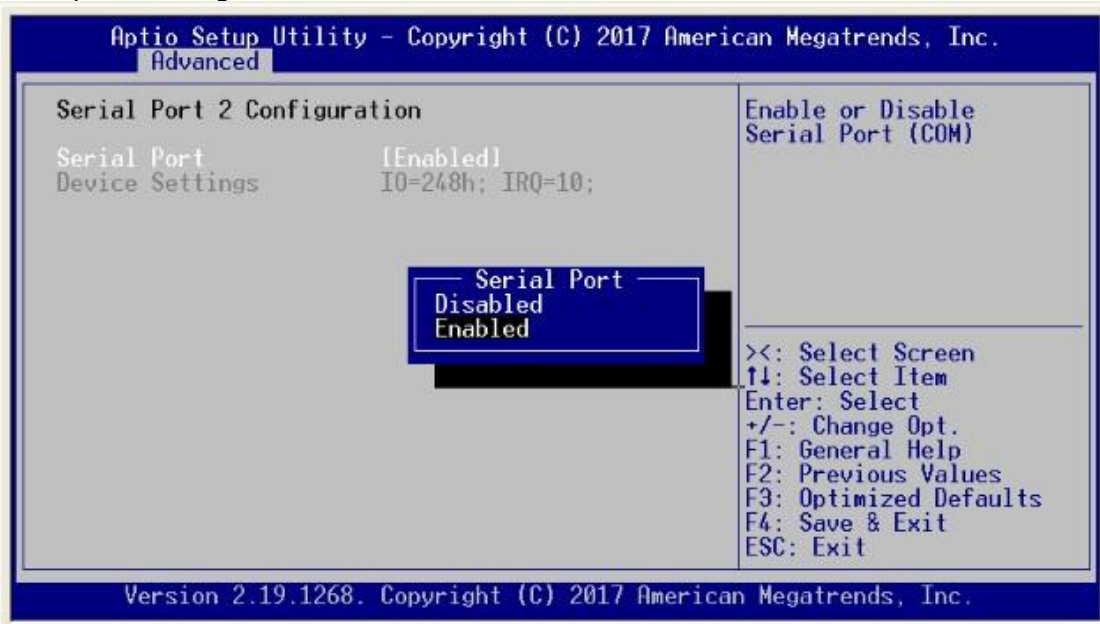 Aptio Setup Utility – Copyright (C) 2017 American Megatrends, Inc.
Advanced
Serial Port 2 Configuration
Serial Port [Enabled]
Device Settings IO=248h; IRQ=10;
Serial Port
Disabled
Enabled
Enable or Disable
Serial Port (COM)
><: Select Screen
↑↓: Select Item
Enter: Select
+/-: Change Opt.
F1: General Help
F2: Previous Values
F3: Optimized Defaults
F4: Save & Exit
ESC: Exit
Version 2.19.1268. Copyright (C) 2017 American Megatrends, Inc.